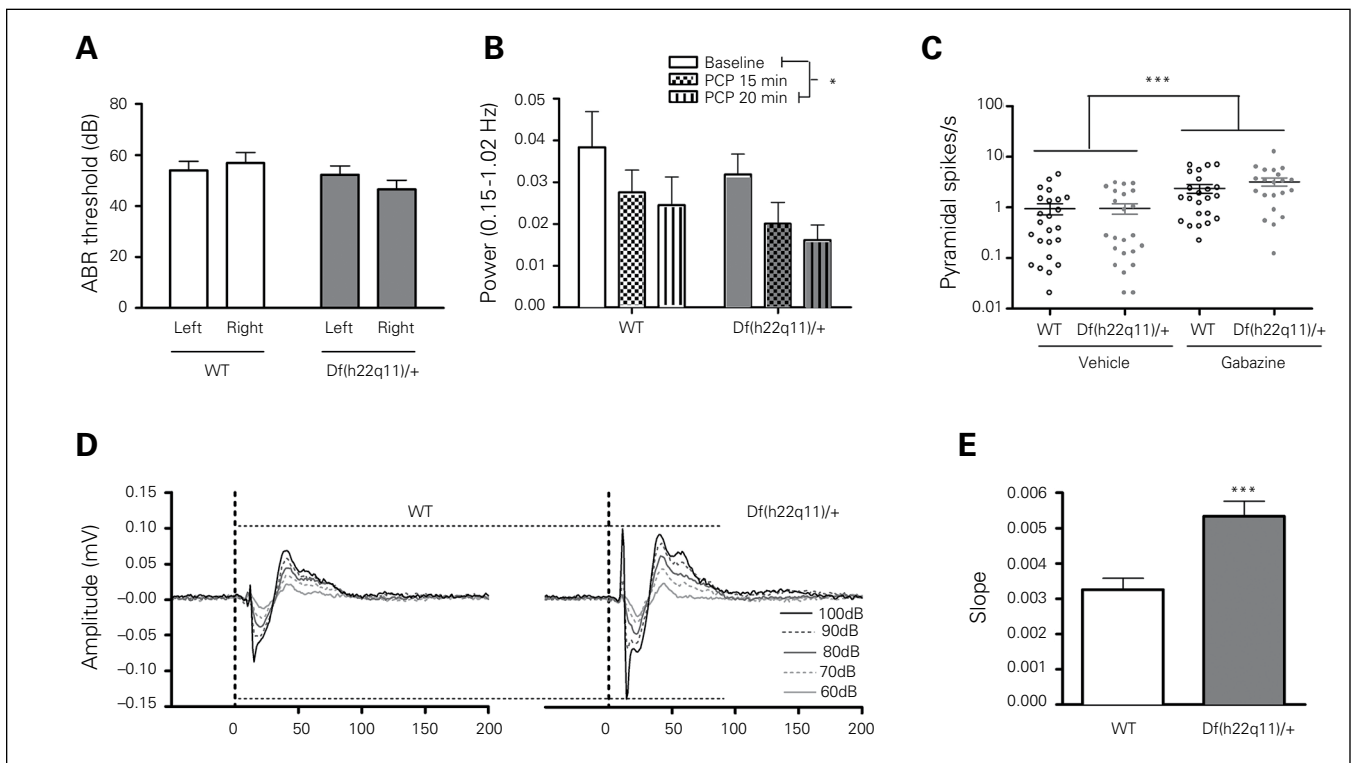 A
ABR threshold (dB)
80
60
40
20
0
Left Right Left Right
WT Df(h22q11)/+
B
Baseline
PCP 15 min
PCP 20 min
*
Power (0.15-1.02 Hz)
0.05
0.04
0.03
0.02
0.01
0.00
WT Df(h22q11)/+
C
***
Pyramidal spikes/s
100
10
1
0.1
0.01
WT Df(h22q11)/+ WT Df(h22q11)/+
Vehicle Gabazine
D
Amplitude (mV)
0.15
0.10
0.05
−0.00
−0.05
−0.10
−0.15
WT Df(h22q11)/+
100dB
90dB
80dB
70dB
60dB
0 50 100 150 200 0 50 100 150 200
E
Slope
0.006
0.005
0.004
0.003
0.002
0.001
0.000
***
WT Df(h22q11)/+